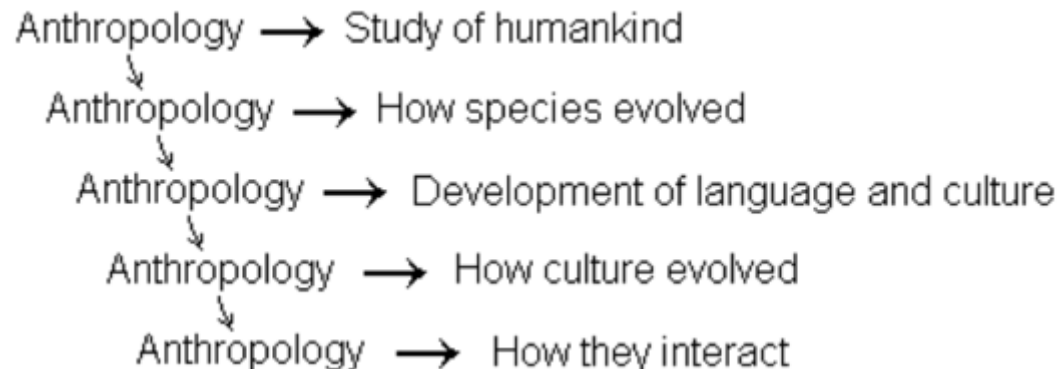 Anthropology → Study of humankind
Anthropology → How species evolved
Anthropology → Development of language and culture
Anthropology → How culture evolved
Anthropology → How they interact